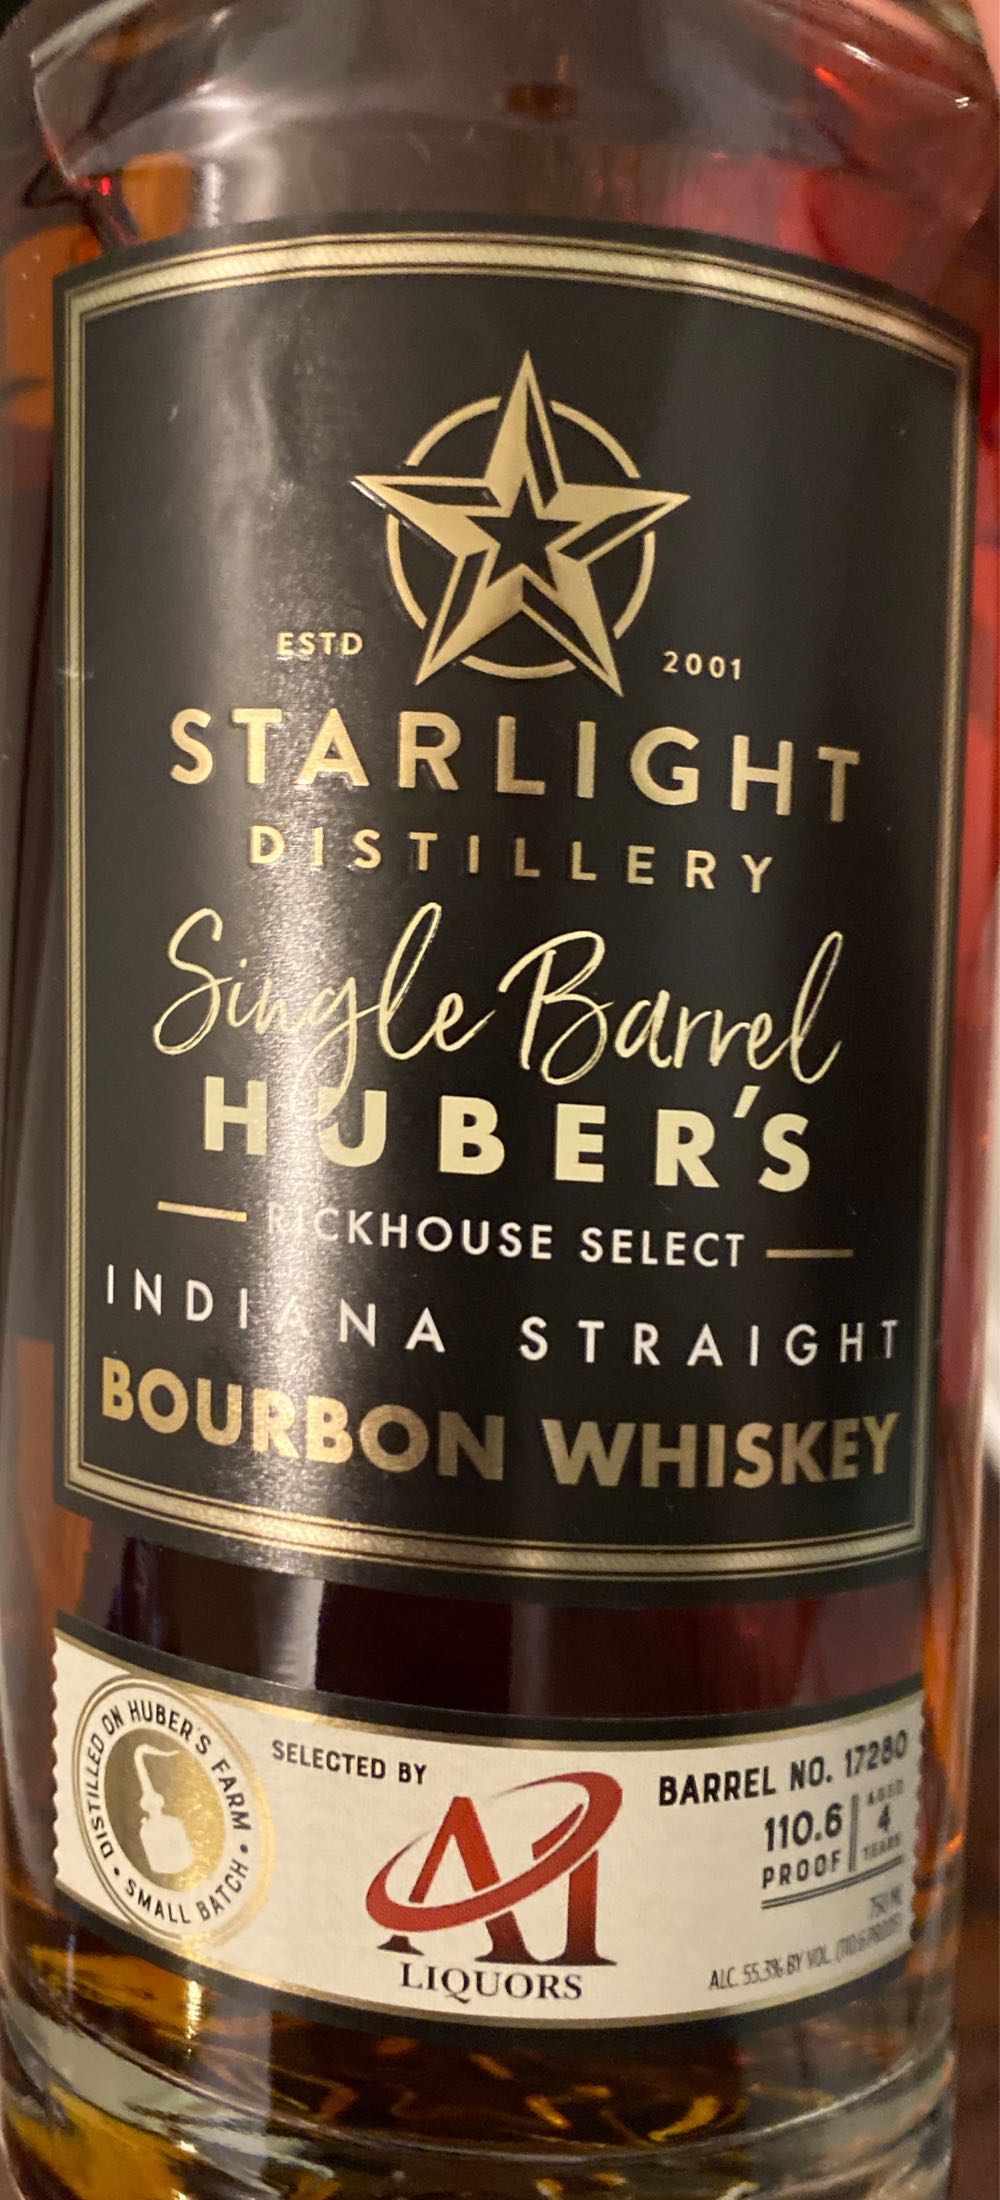 ESTD 2001
STARLIGHT
DISTILLERY
Single Barrel
HUBER'S
RICKHOUSE SELECT
INDIANA STRAIGHT
BOURBON WHISKEY
DISTILLED ON HUBER'S FARM • SMALL BATCH •
SELECTED BY
A1
LIQUORS
BARREL NO. 17280
110.6 PROOF
AGED 4 YEARS
750 ML
ALC. 55.3% BY VOL. (110.6 PROOF)